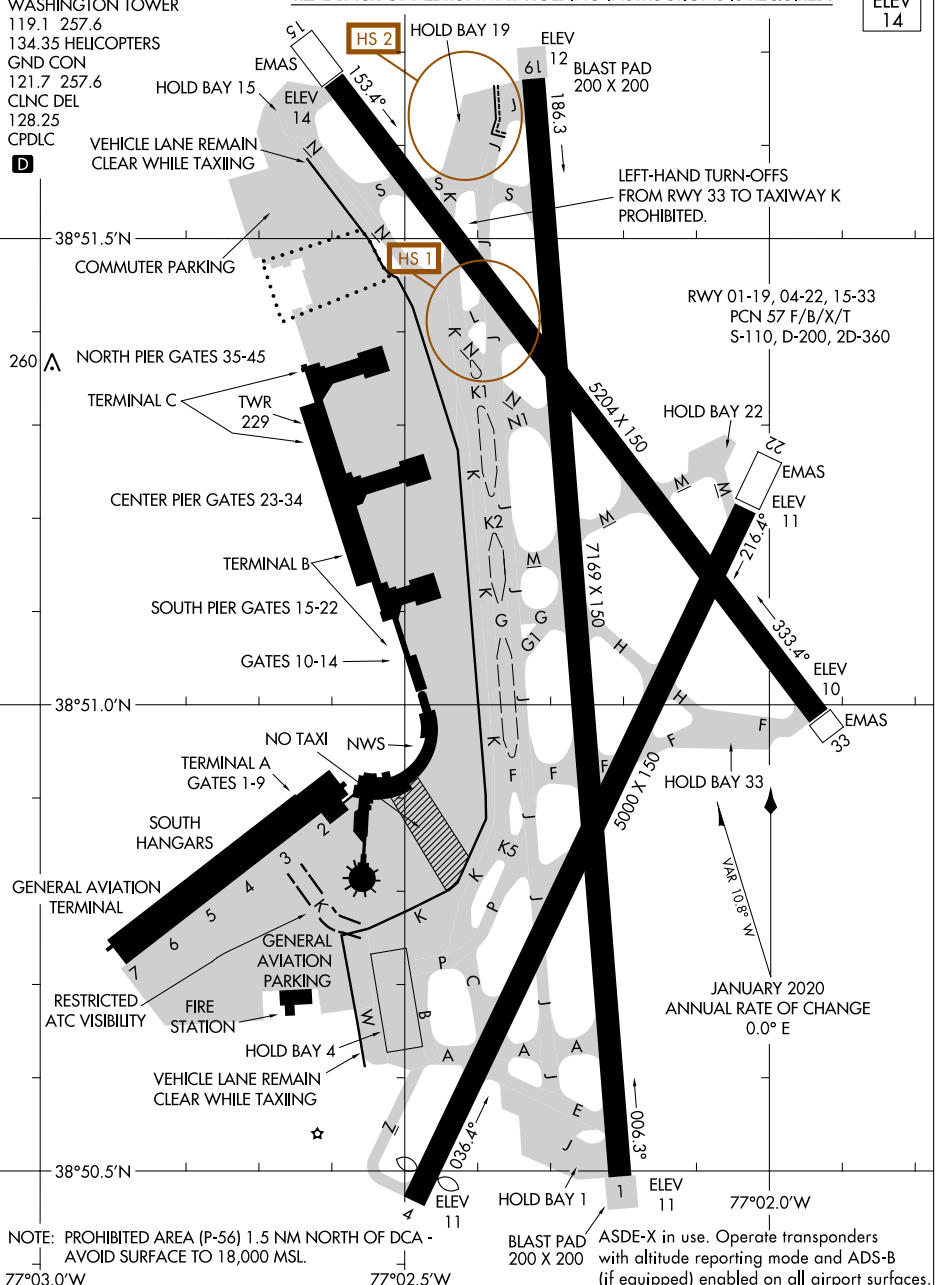 WASHINGTON TOWER
119.1 257.6
134.35 HELICOPTERS
GND CON
121.7 257.6
CLNC DEL
128.25
CPDLC
D
ELEV
14
15
EMAS
HS 2
HOLD BAY 19
ELEV
12
19
BLAST PAD
200 X 200
HOLD BAY 15
ELEV
14
153.4°
186.3
J
J
VEHICLE LANE REMAIN
CLEAR WHILE TAXIING
N
S
S
K
S
LEFT-HAND TURN-OFFS
FROM RWY 33 TO TAXIWAY K
PROHIBITED.
N
J
38°51.5'N
HS 1
COMMUTER PARKING
RWY 01-19, 04-22, 15-33
PCN 57 F/B/X/T
S-110, D-200, 2D-360
L
K
J
N
260
NORTH PIER GATES 35-45
K1
N
N1
5204 X 150
TERMINAL C
TWR
229
HOLD BAY 22
22
EMAS
ELEV
11
CENTER PIER GATES 23-34
K
M
M
J
K2
M
216.4°
7169 X 150
TERMINAL B
M
K
J
SOUTH PIER GATES 15-22
G
G
G1
H
333.4°
GATES 10-14
ELEV
10
H
J
38°51.0'N
EMAS
33
NO TAXI
NWS
K
F
F
F
F
F
TERMINAL A
GATES 1-9
HOLD BAY 33
5000 X 150
SOUTH
HANGARS
2
J
3
K5
4
K
VAR 10.8° W
GENERAL AVIATION
TERMINAL
5
K
K
P
6
7
GENERAL
AVIATION
PARKING
P
C
JANUARY 2020
ANNUAL RATE OF CHANGE
0.0° E
RESTRICTED
ATC VISIBILITY
FIRE
STATION
W
B
J
HOLD BAY 4
A
A
A
VEHICLE LANE REMAIN
CLEAR WHILE TAXIING
J
E
006.3°
Z
036.4°
J
38°50.5'N
4
ELEV
11
HOLD BAY 1
1
ELEV
11
77°02.0'W
BLAST PAD
200 X 200
NOTE: PROHIBITED AREA (P-56) 1.5 NM NORTH OF DCA -
AVOID SURFACE TO 18,000 MSL.
ASDE-X in use. Operate transponders
with altitude reporting mode and ADS-B
(if equipped) enabled on all airport surfaces.
77°03.0'W
77°02.5'W